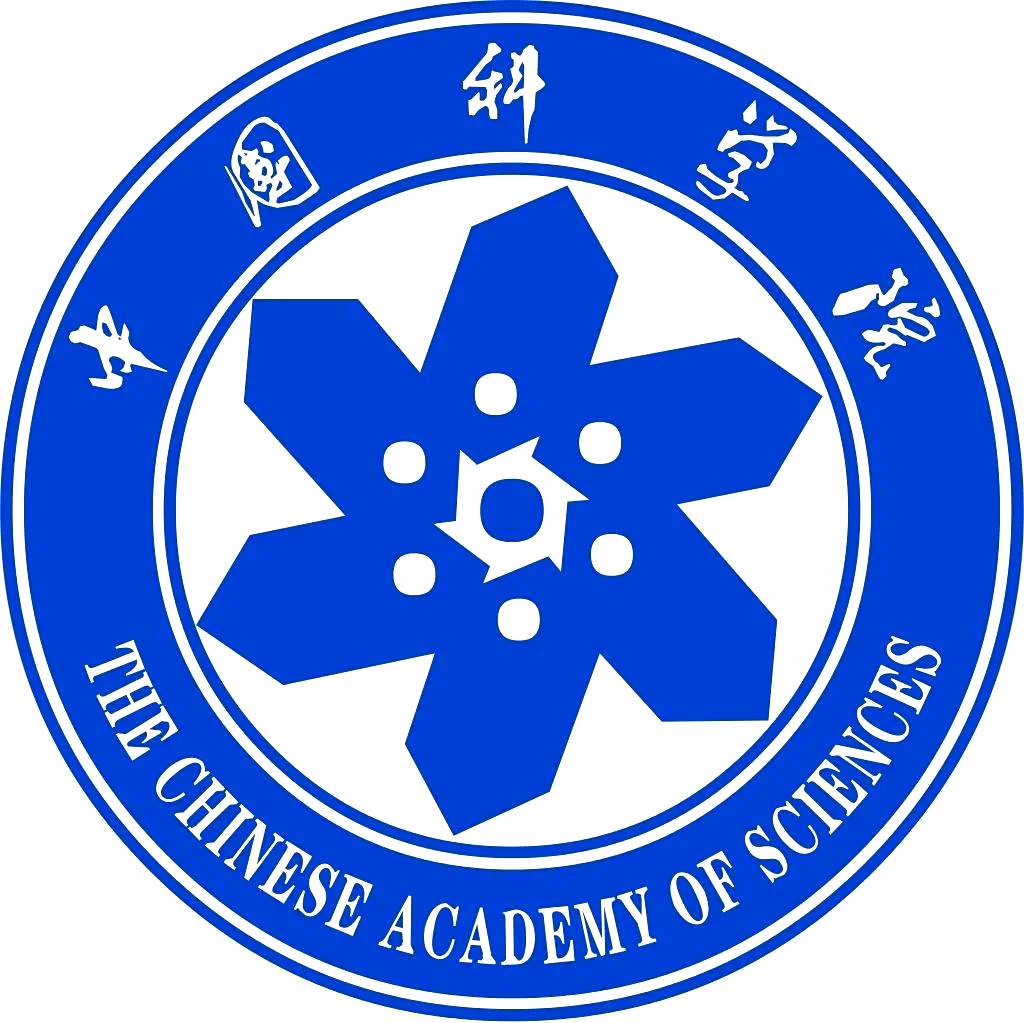 中国科学院
THE CHINESE ACADEMY OF SCIENCES